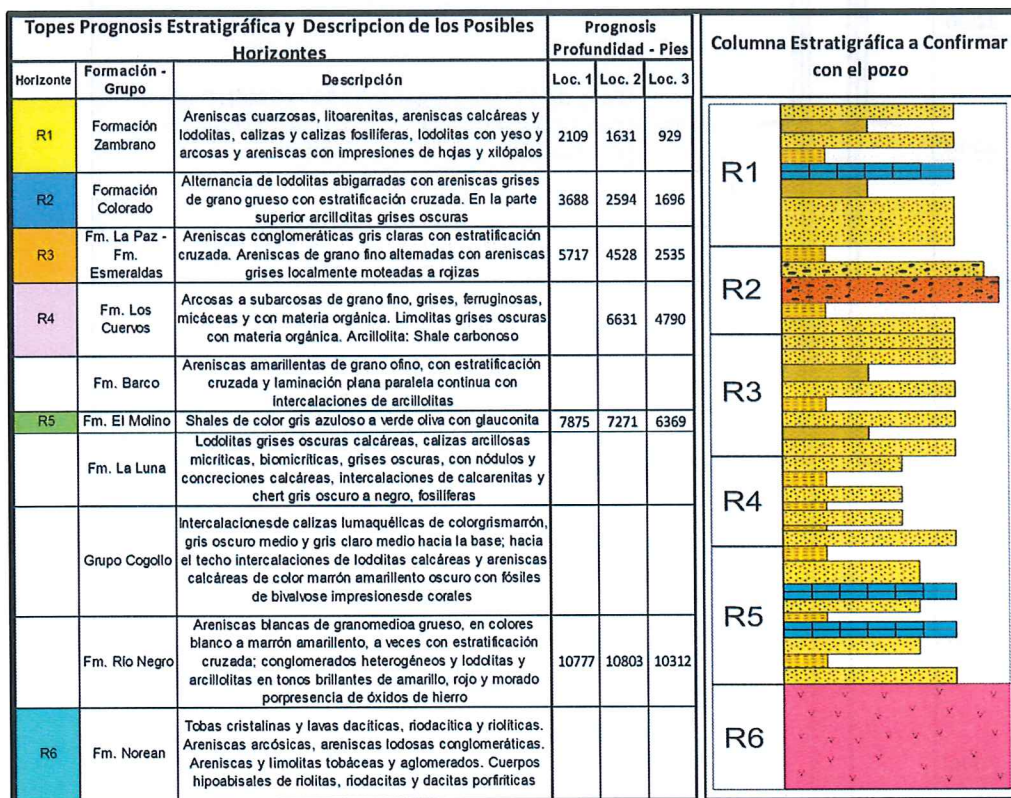 Topes Prognosis Estratigráfica y Descripcion de los Posibles
Horizontes
Prognosis
Profundidad - Pies
Columna Estratigráfica a Confirmar
con el pozo
Horizonte
Formación -
Grupo
Descripción
Loc. 1
Loc. 2
Loc. 3
R1
Formación
Zambrano
Areniscas cuarzosas, litoarenitas, areniscas calcáreas y
lodolitas, calizas y calizas fosilíferas, lodolitas con yeso y
arcosas y areniscas con impresiones de hojas y xilópalos
2109
1631
929
R2
Formación
Colorado
Alternancia de lodolitas abigarradas con areniscas grises
de grano grueso con estratificación cruzada. En la parte
superior arcillolitas grises oscuras
3688
2594
1696
R3
Fm. La Paz -
Fm.
Esmeraldas
Areniscas conglomeráticas gris claras con estratificación
cruzada. Areniscas de grano fino alternadas con areniscas
grises localmente moteadas a rojizas
5717
4528
2535
R4
Fm. Los
Cuervos
Arcosas a subarcosas de grano fino, grises, ferruginosas,
micáceas y con materia orgánica. Limolitas grises oscuras
con materia orgánica. Arcillolita: Shale carbonoso
6631
4790
Fm. Barco
Areniscas amarillentas de grano ofino, con estratificación
cruzada y laminación plana paralela continua con
intercalaciones de arcillolitas
R5
Fm. El Molino
Shales de color gris azuloso a verde oliva con glauconita
7875
7271
6369
Fm. La Luna
Lodolitas grises oscuras calcáreas, calizas arcillosas
micríticas, biomicríticas, grises oscuras, con nódulos y
concreciones calcáreas, intercalaciones de calcarenitas y
chert gris oscuro a negro, fosilíferas
Grupo Cogollo
Intercalacionesde calizas lumaquélicas de colorgrismarrón,
gris oscuro medio y gris claro medio hacia la base; hacia
el techo intercalaciones de lodolitas calcáreas y areniscas
calcáreas de color marrón amarillento oscuro con fósiles
de bivalvose impresionesde corales
Fm. Río Negro
Areniscas blancas de granomedioa grueso, en colores
blanco a marrón amarillento, a veces con estratificación
cruzada; conglomerados heterogéneos y lodolitas y
arcillolitas en tonos brillantes de amarillo, rojo y morado
porpresencia de óxidos de hierro
10777
10803
10312
R6
Fm. Norean
Tobas cristalinas y lavas dacíticas, riodacítica y riolíticas.
Areniscas arcósicas, areniscas lodosas conglomeráticas.
Areniscas y limolitas tobáceas y aglomerados. Cuerpos
hipoabisales de riolitas, riodacitas y dacitas porfiríticas
R1
R2
R3
R4
R5
R6